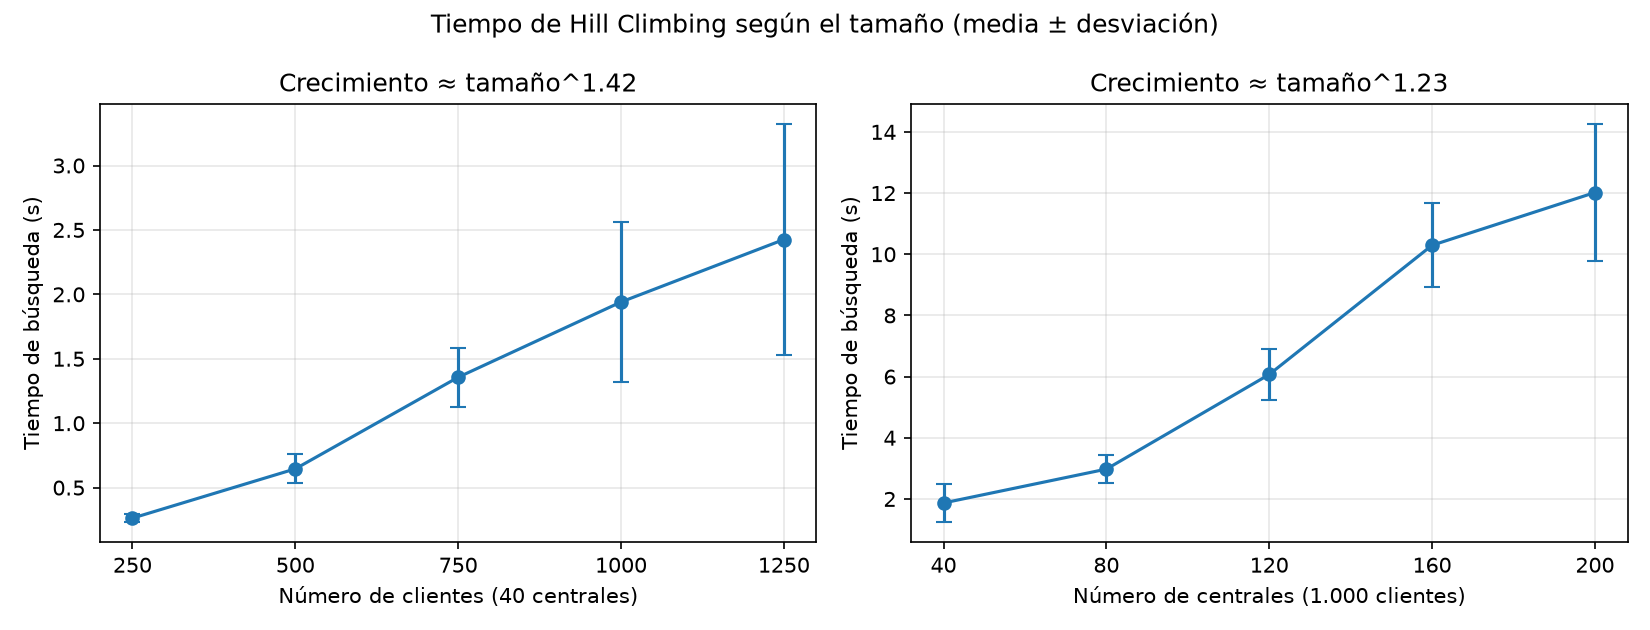 Tiempo de Hill Climbing según el tamaño (media ± desviación)
Crecimiento ≈ tamaño^1.42
Tiempo de búsqueda (s)
3.0
2.5
2.0
1.5
1.0
0.5
250 500 750 1000 1250
Número de clientes (40 centrales)
Crecimiento ≈ tamaño^1.23
Tiempo de búsqueda (s)
14
12
10
8
6
4
2
40 80 120 160 200
Número de centrales (1.000 clientes)